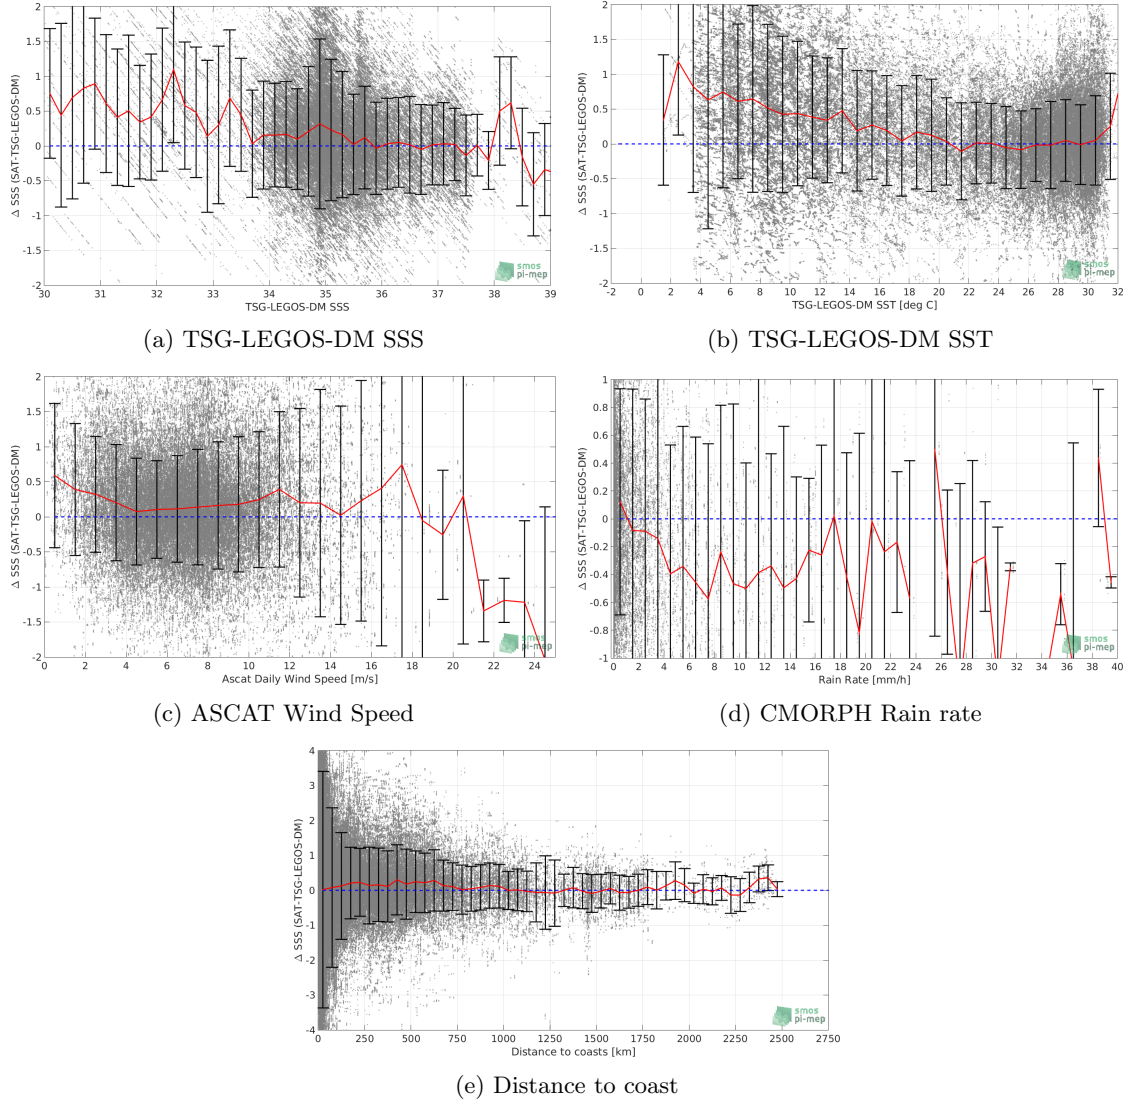 2
1.5
1
0.5
0
-0.5
-1
-1.5
-2
Δ SSS (SAT-TSG-LEGOS-DM)
30 31 32 33 34 35 36 37 38 39
TSG-LEGOS-DM SSS
smos
pi-mep
(a) TSG-LEGOS-DM SSS
2
1.5
1
0.5
0
-0.5
-1
-1.5
-2
Δ SSS (SAT-TSG-LEGOS-DM)
-2 0 2 4 6 8 10 12 14 16 18 20 22 24 26 28 30 32
TSG-LEGOS-DM SST [deg C]
smos
pi-mep
(b) TSG-LEGOS-DM SST
2
1.5
1
0.5
0
-0.5
-1
-1.5
-2
Δ SSS (SAT-TSG-LEGOS-DM)
0 2 4 6 8 10 12 14 16 18 20 22 24
Ascat Daily Wind Speed [m/s]
smos
pi-mep
(c) ASCAT Wind Speed
1
0.8
0.6
0.4
0.2
0
-0.2
-0.4
-0.6
-0.8
-1
Δ SSS (SAT-TSG-LEGOS-DM)
0 2 4 6 8 10 12 14 16 18 20 22 24 26 28 30 32 34 36 38 40
Rain Rate [mm/h]
smos
pi-mep
(d) CMORPH Rain rate
4
3
2
1
0
-1
-2
-3
-4
Δ SSS (SAT-TSG-LEGOS-DM)
0 250 500 750 1000 1250 1500 1750 2000 2250 2500 2750
Distance to coasts [km]
smos
pi-mep
(e) Distance to coast